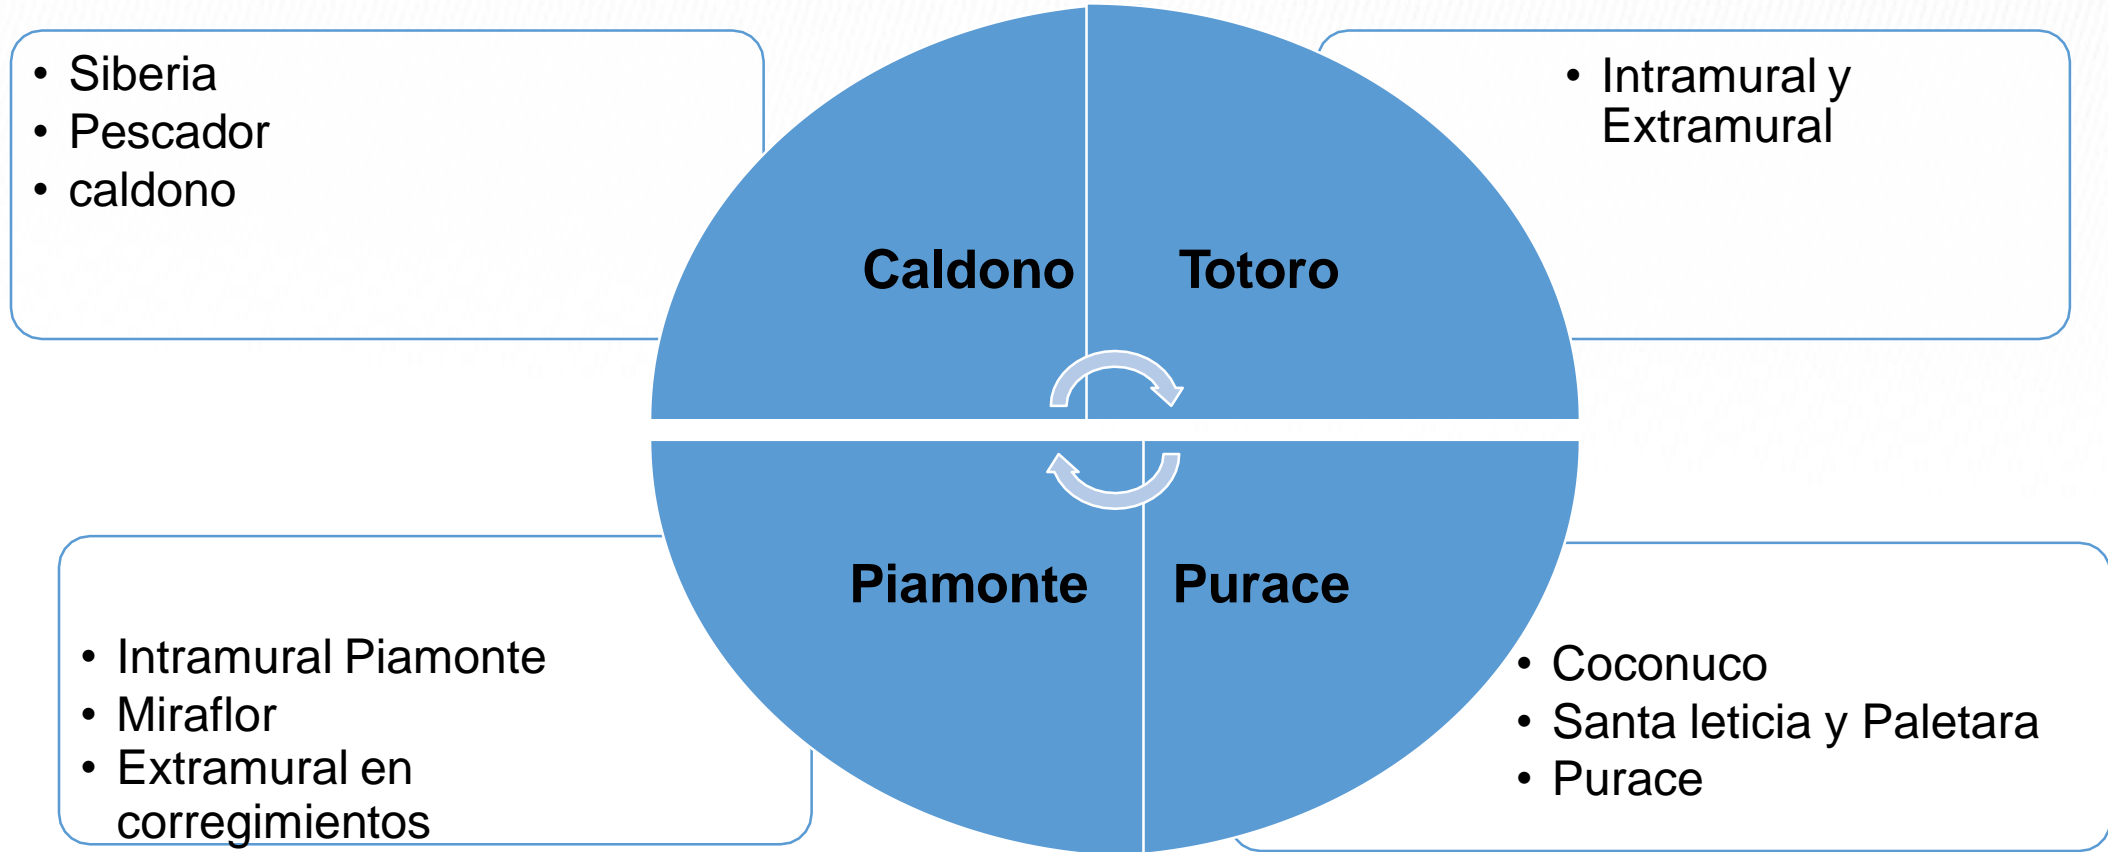 • Siberia
• Pescador
• caldono
Caldono
Totoro
• Intramural y
Extramural
Piamonte
Purace
• Intramural Piamonte
• Miraflor
• Extramural en
corregimientos
• Coconuco
• Santa leticia y Paletara
• Purace